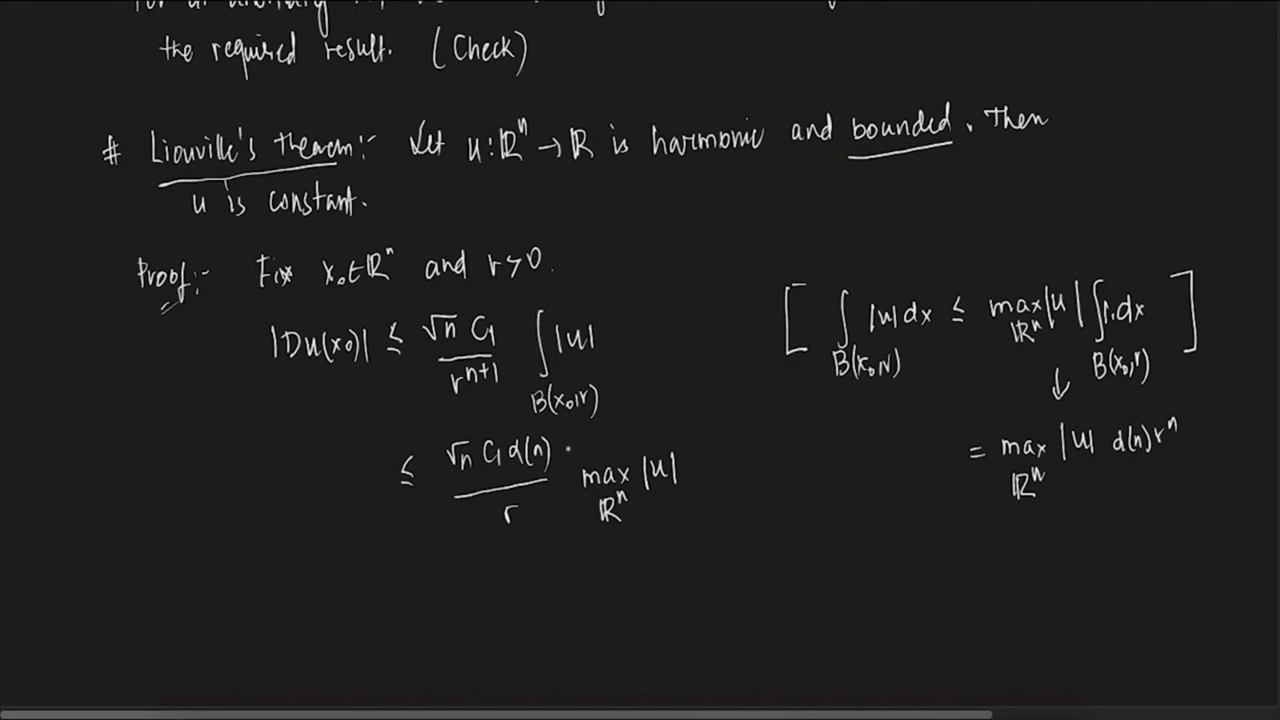 the required result. (Check)
# Liouville's theorem:- Let u : ℝⁿ → ℝ is harmonic and bounded. Then
u is constant.
Proof:- Fix x₀ ∈ ℝⁿ and r > 0.
|Du(x₀)| ≤ √n C₁ / rⁿ⁺¹ ∫_{B(x₀,r)} |u|
≤ √n C₁ α(n) / r · max_{ℝⁿ} |u|
[ ∫_{B(x₀,r)} |u| dx ≤ max_{ℝⁿ} |u| ∫_{B(x₀,r)} 1.dx ]
↓
= max_{ℝⁿ} |u| α(n) rⁿ